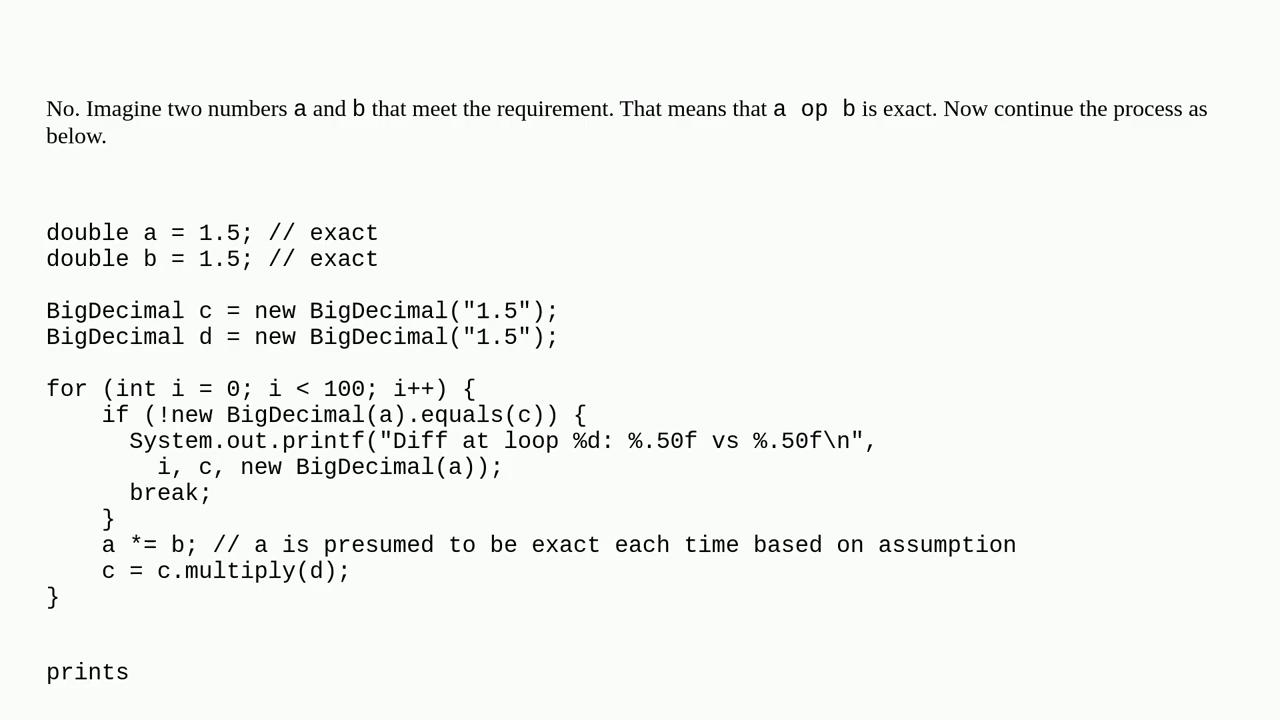 No. Imagine two numbers a and b that meet the requirement. That means that a op b is exact. Now continue the process as
below.
double a = 1.5; // exact
double b = 1.5; // exact
BigDecimal c = new BigDecimal("1.5");
BigDecimal d = new BigDecimal("1.5");
for (int i = 0; i < 100; i++) {
    if (!new BigDecimal(a).equals(c)) {
      System.out.printf("Diff at loop %d: %.50f vs %.50f\n",
        i, c, new BigDecimal(a));
      break;
    }
    a *= b; // a is presumed to be exact each time based on assumption
    c = c.multiply(d);
}
prints